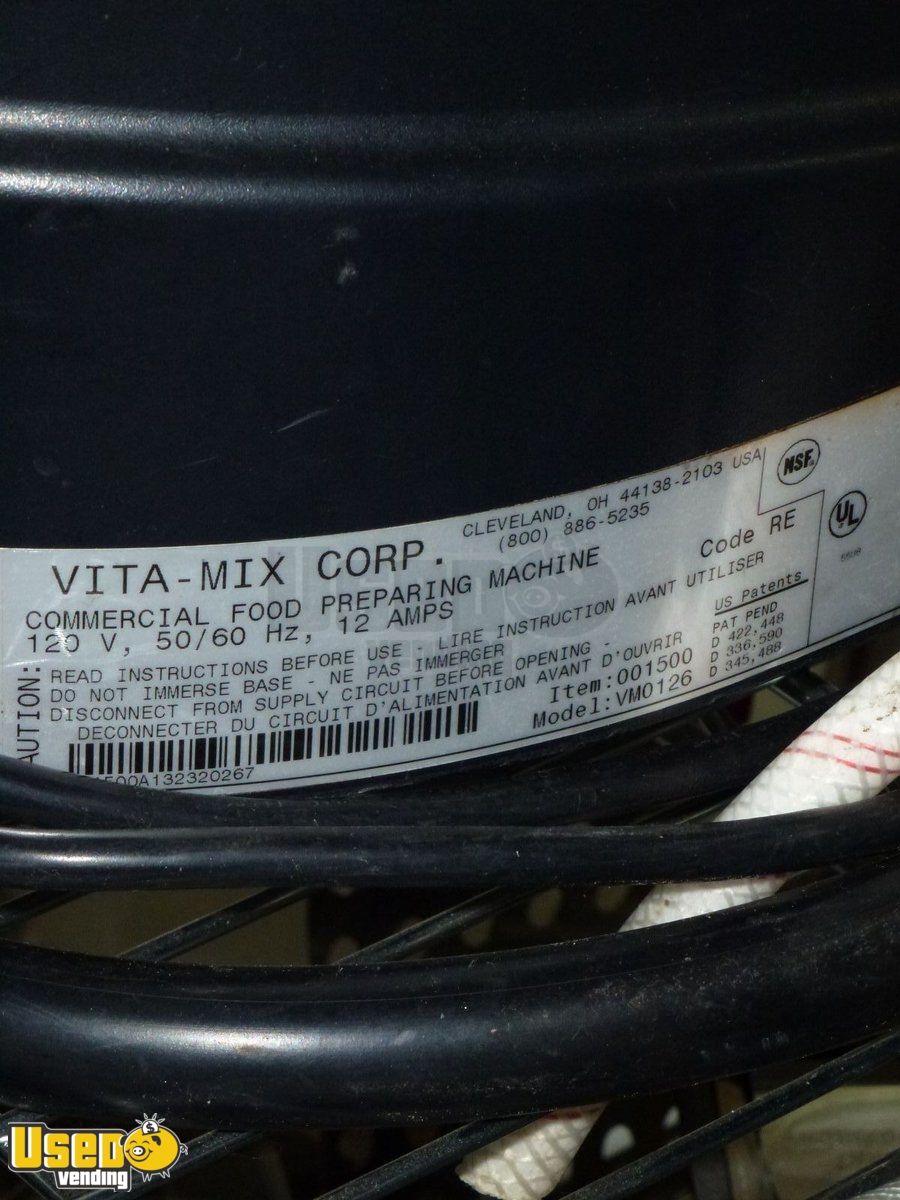 VITA-MIX CORP.
CLEVELAND, OH 44138-2103 USA
(800) 886-5235
COMMERCIAL FOOD PREPARING MACHINE
120 V, 50/60 Hz, 12 AMPS
Code RE
AUTION:
READ INSTRUCTIONS BEFORE USE - LIRE INSTRUCTION AVANT UTILISER
DO NOT IMMERSE BASE - NE PAS IMMERGER
DISCONNECT FROM SUPPLY CIRCUIT BEFORE OPENING -
DECONNECTER DU CIRCUIT D'ALIMENTATION AVANT D'OUVRIR
Item:001500
Model:VM0126
US Patents
PAT PEND
D 422,448
D 336,590
D 345,488
500A132320267
NSF
UL
USED
vending